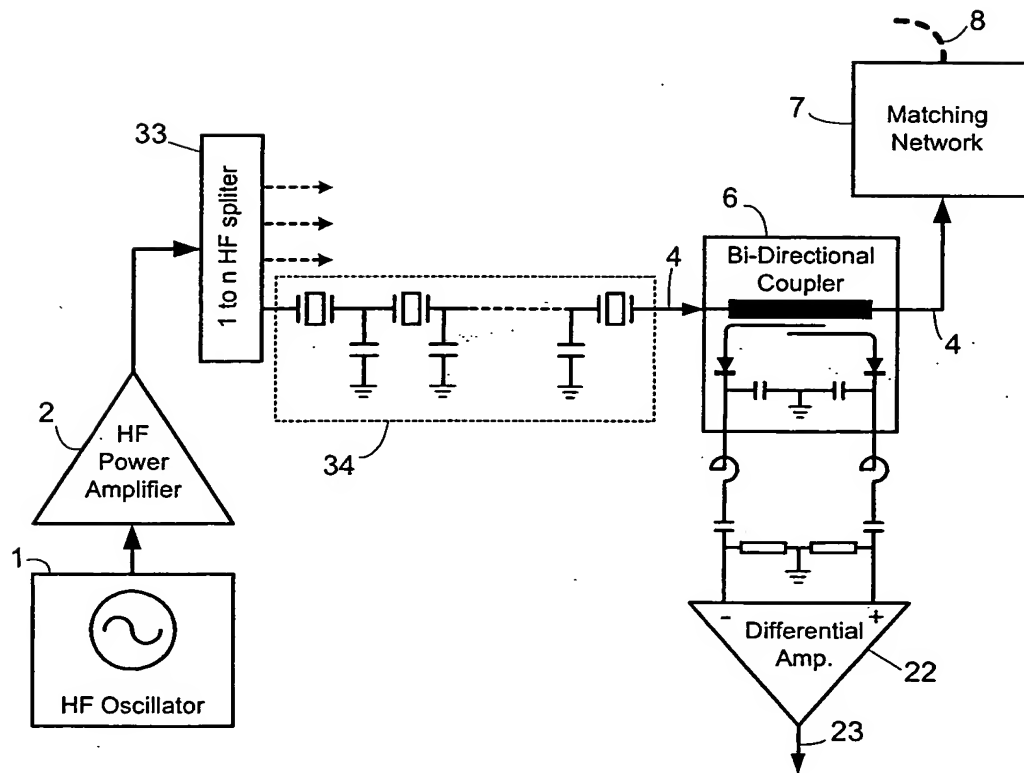 8
7
Matching
Network
33
1 to n HF spliter
6
Bi-Directional
Coupler
4
4
34
2
HF
Power
Amplifier
1
HF Oscillator
- +
Differential
Amp.
22
23